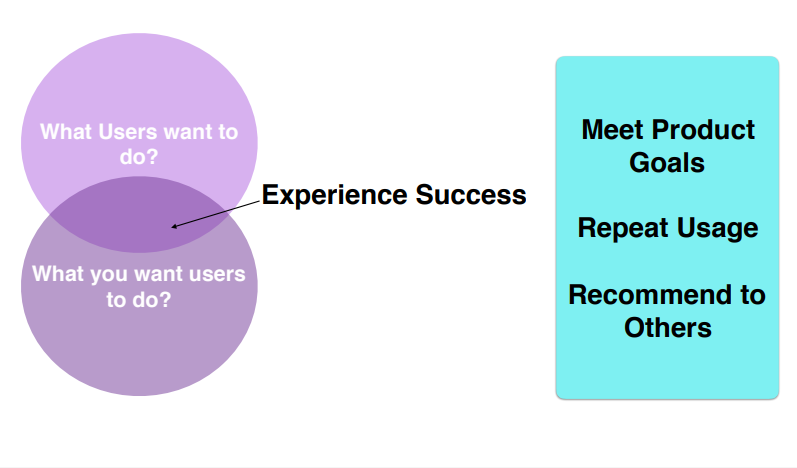 What Users want to
do?
Experience Success
What you want users
to do?
Meet Product
Goals
Repeat Usage
Recommend to
Others